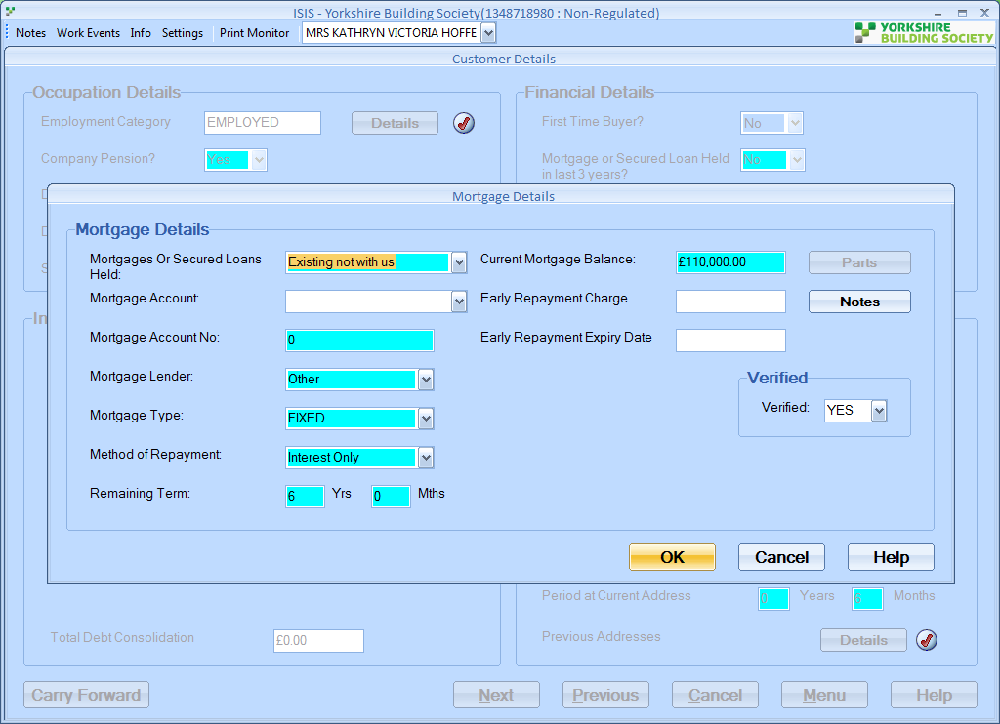 ISIS - Yorkshire Building Society(1348718980 : Non-Regulated)
Notes Work Events Info Settings Print Monitor MRS KATHRYN VICTORIA HOFFE
YORKSHIRE
BUILDING SOCIETY
Customer Details
Occupation Details
Employment Category EMPLOYED Details
Company Pension? Yes
Financial Details
First Time Buyer? No
Mortgage or Secured Loan Held No
in last 3 years?
Mortgage Details
Mortgage Details
Mortgages Or Secured Loans Existing not with us
Held:
Mortgage Account:
Mortgage Account No: 0
Mortgage Lender: Other
Mortgage Type: FIXED
Method of Repayment: Interest Only
Remaining Term: 6 Yrs 0 Mths
Current Mortgage Balance: £110,000.00 Parts
Early Repayment Charge Notes
Early Repayment Expiry Date
Verified
Verified: YES
OK Cancel Help
Period at Current Address 0 Years 6 Months
Total Debt Consolidation £0.00
Previous Addresses Details
Carry Forward Next Previous Cancel Menu Help